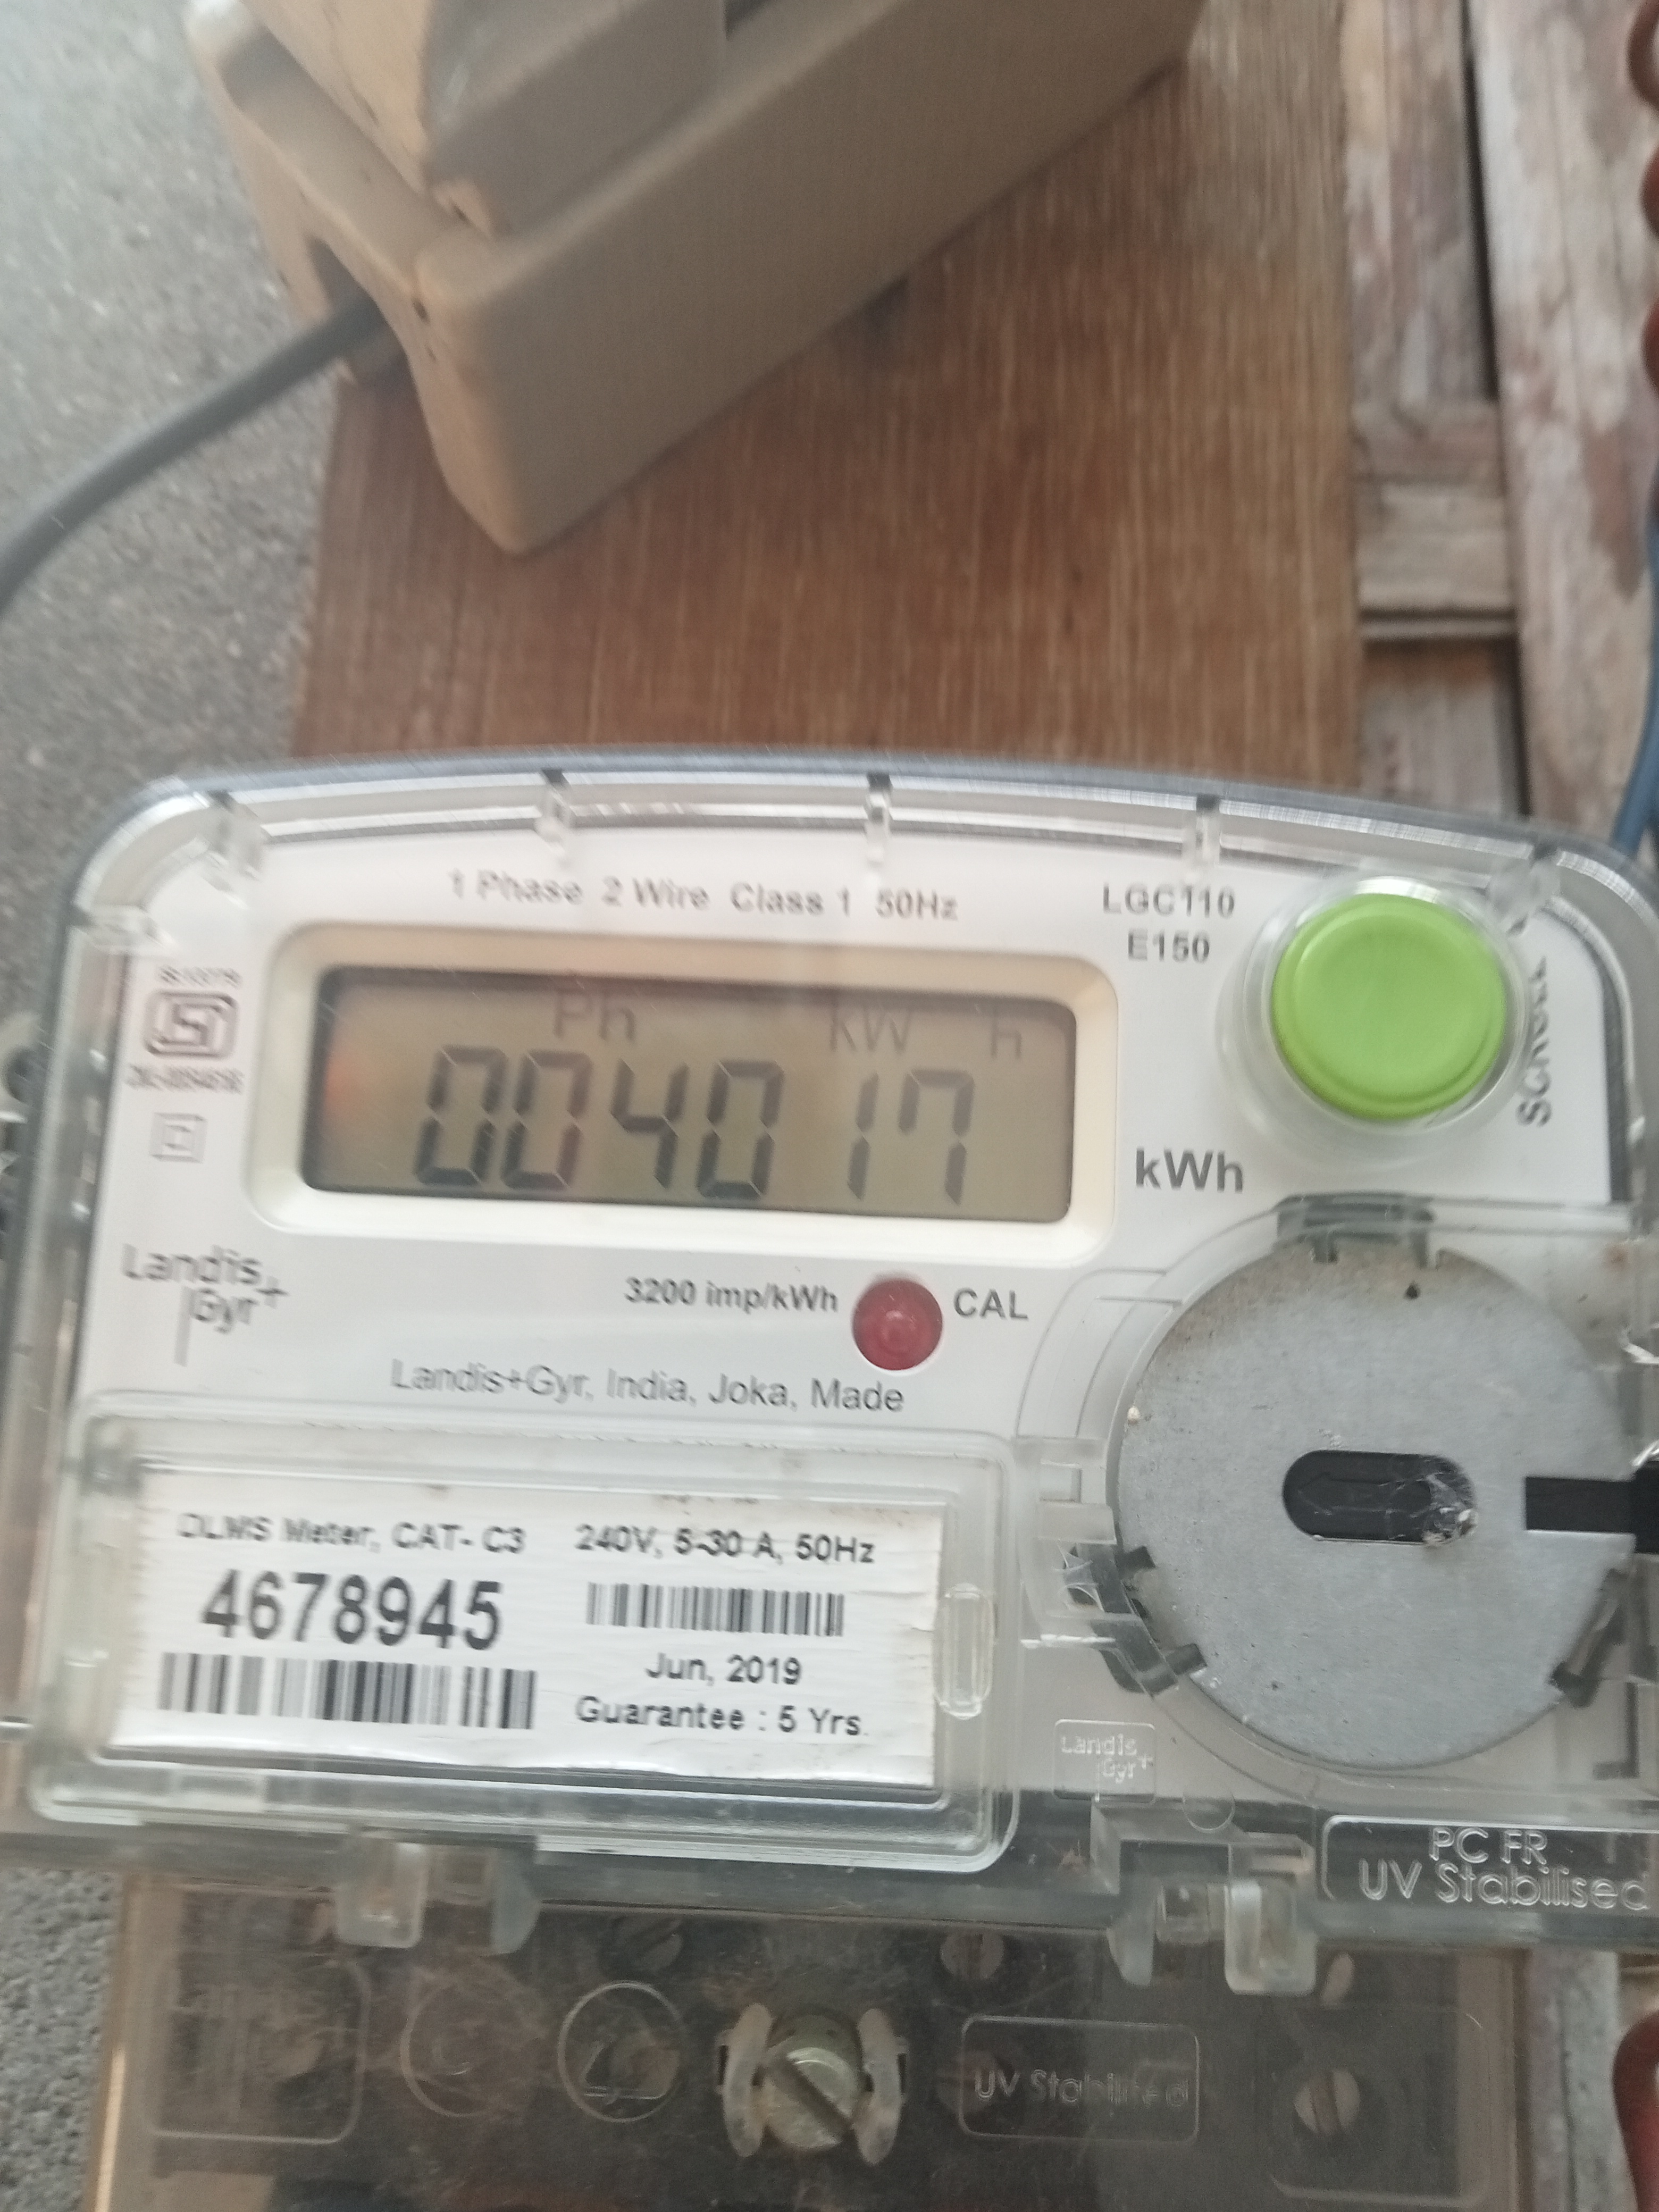 1 Phase 2 Wire Class 1 50Hz
LGC110
E150
Ph kW h
004017
kWh
SCROLL
Landis+
Gyr
3200 imp/kWh
CAL
Landis+Gyr, India, Joka, Made
DLMS Meter, CAT- C3
240V, 5-30 A, 50Hz
4678945
Jun, 2019
Guarantee : 5 Yrs.
Landis+
Gyr
PC FR
UV Stabilised
UV Stabilised